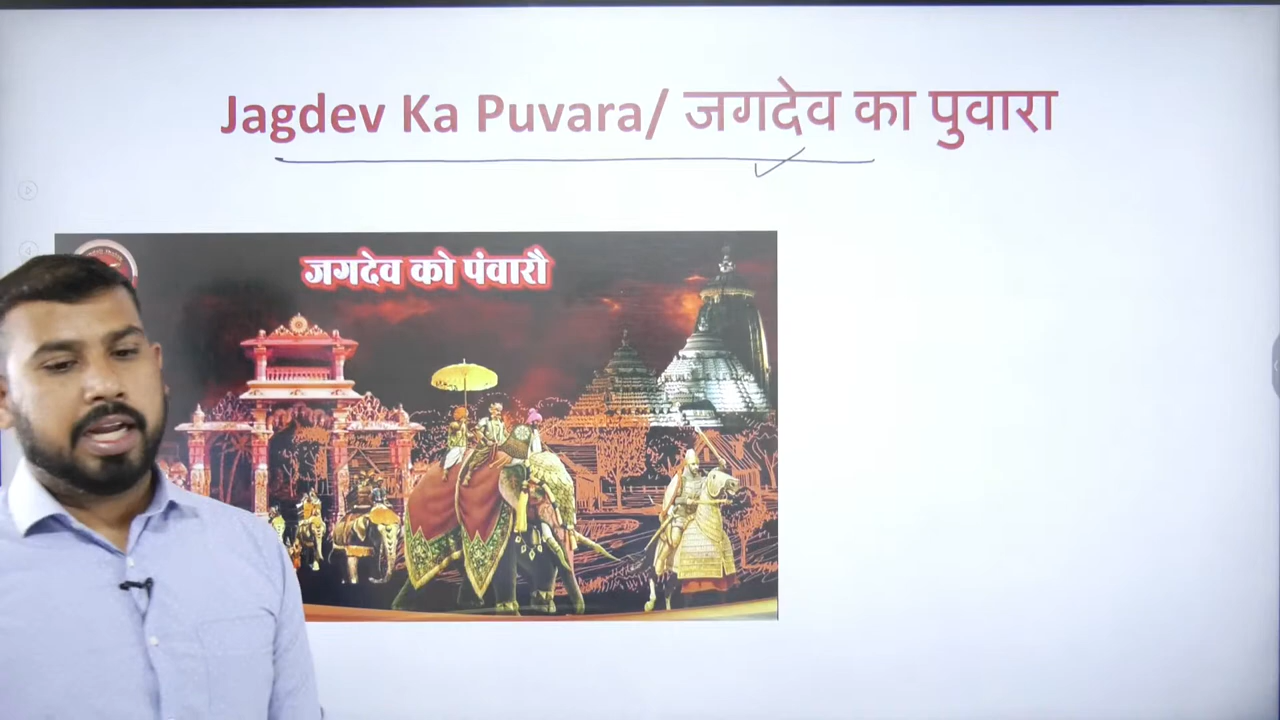 Jagdev Ka Puvara/ जगदेव का पुवारा
जगदेव को पंवारौ